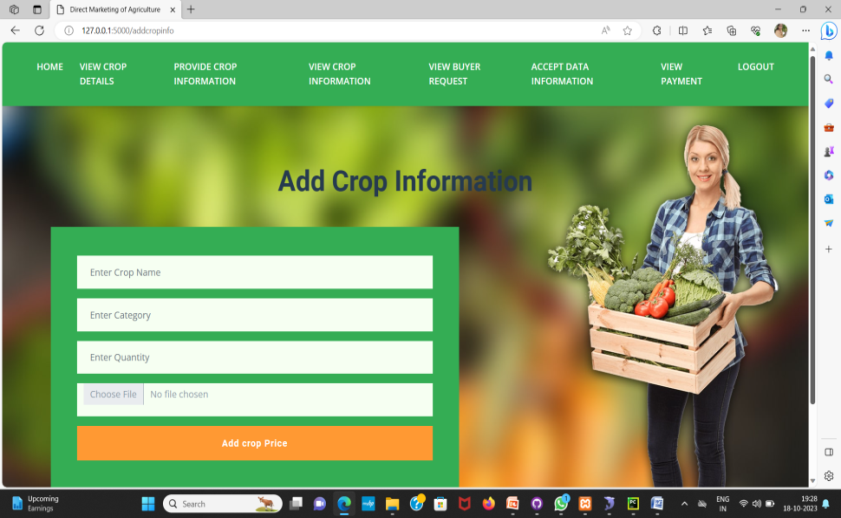 Direct Marketing of Agriculture
127.0.0.1:5000/addcropinfo
HOME
VIEW CROP
DETAILS
PROVIDE CROP
INFORMATION
VIEW CROP
INFORMATION
VIEW BUYER
REQUEST
ACCEPT DATA
INFORMATION
VIEW
PAYMENT
LOGOUT
Add Crop Information
Enter Crop Name
Enter Category
Enter Quantity
Choose File No file chosen
Add crop Price
Upcoming
Earnings
Search
ENG
IN
19:28
18-10-2023